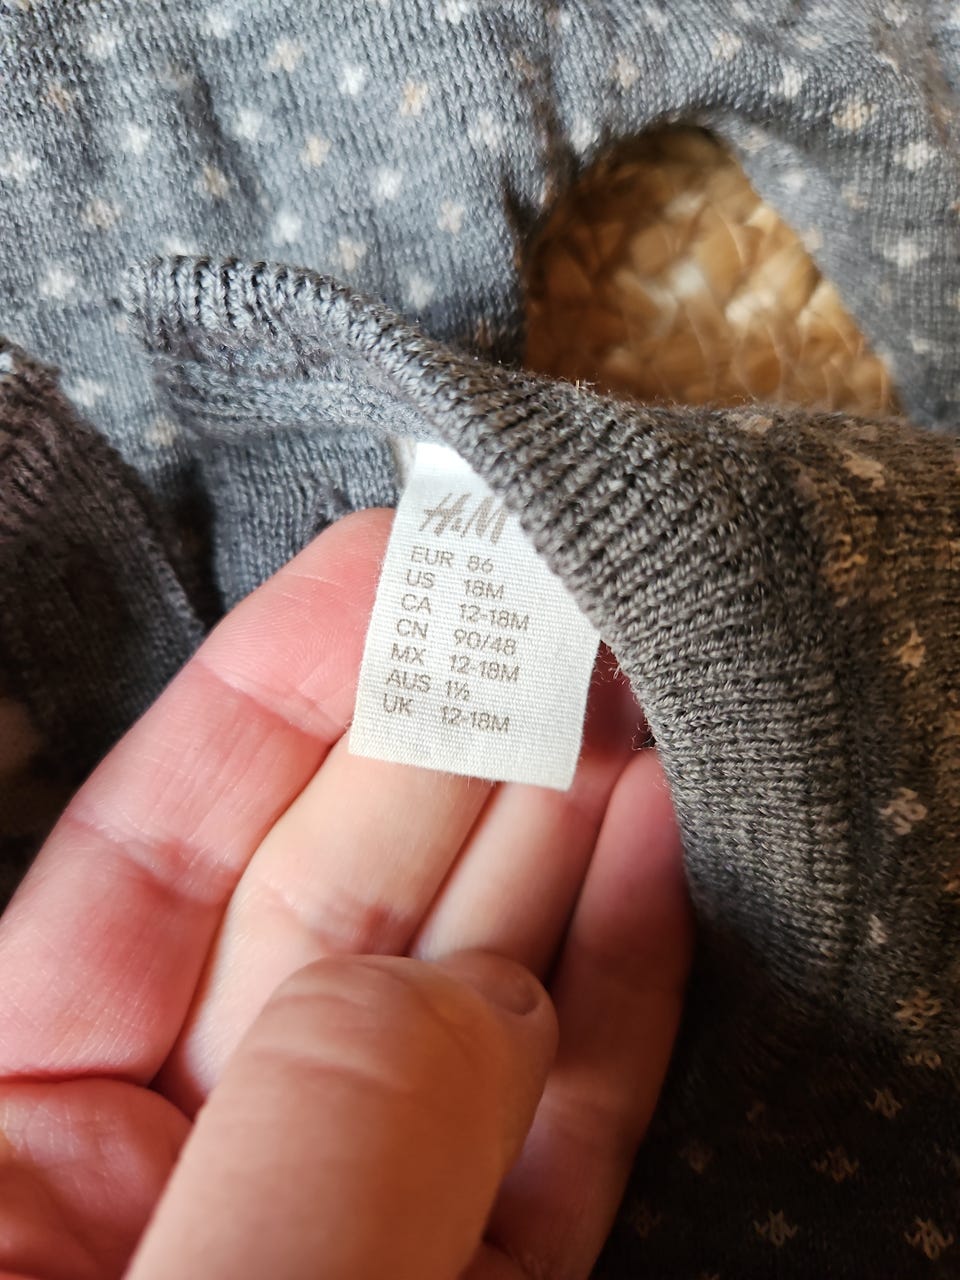 H&M
EUR 86
US 18M
CA 12-18M
CN 90/48
MX 12-18M
AUS 1½
UK 12-18M